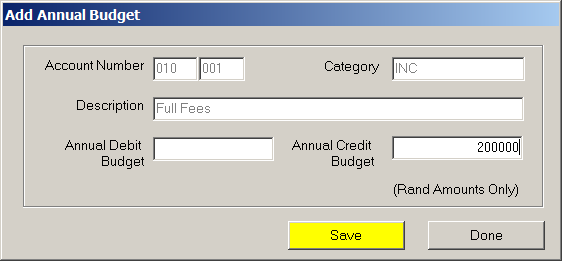 Add Annual Budget
Account Number 010 001 Category INC
Description Full Fees
Annual Debit Budget Annual Credit Budget 200000
(Rand Amounts Only)
Save Done